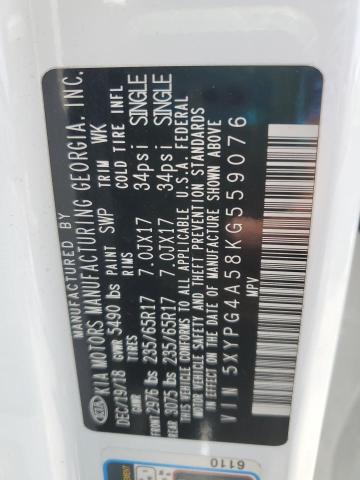 MANUFACTURED BY
KIA MOTORS MANUFACTURING GEORGIA, INC.
DEC/19/18 GVWR 5490 lbs PAINT SWP TRIM WK
GAWR TIRES RIMS COLD TIRE INFL
FRONT 2976 lbs 235/65R17 7.0JX17 34psi SINGLE
REAR 3075 lbs 235/65R17 7.0JX17 34psi SINGLE
THIS VEHICLE CONFORMS TO ALL APPLICABLE U.S.A. FEDERAL
MOTOR VEHICLE SAFETY AND THEFT PREVENTION STANDARDS
IN EFFECT ON THE DATE OF MANUFACTURE SHOWN ABOVE
VIN 5XYPG4A58KG559076
MPV
6110